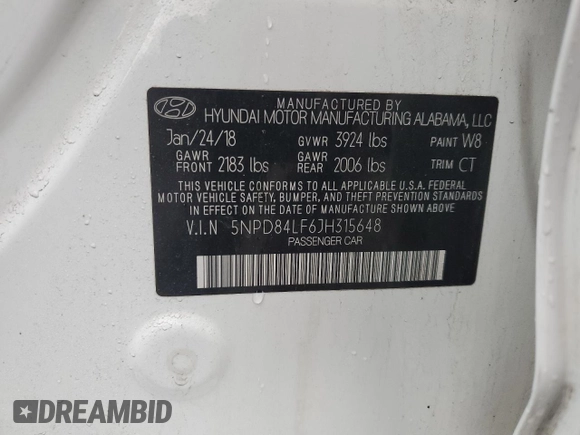 MANUFACTURED BY
HYUNDAI MOTOR MANUFACTURING ALABAMA, LLC
Jan/24/18 GVWR 3924 lbs PAINT W8
GAWR FRONT 2183 lbs GAWR REAR 2006 lbs TRIM CT
THIS VEHICLE CONFORMS TO ALL APPLICABLE U.S.A. FEDERAL
MOTOR VEHICLE SAFETY, BUMPER, AND THEFT PREVENTION STANDARDS
IN EFFECT ON THE DATE OF MANUFACTURE SHOWN ABOVE.
V.I.N 5NPD84LF6JH315648
PASSENGER CAR
DREAMBID